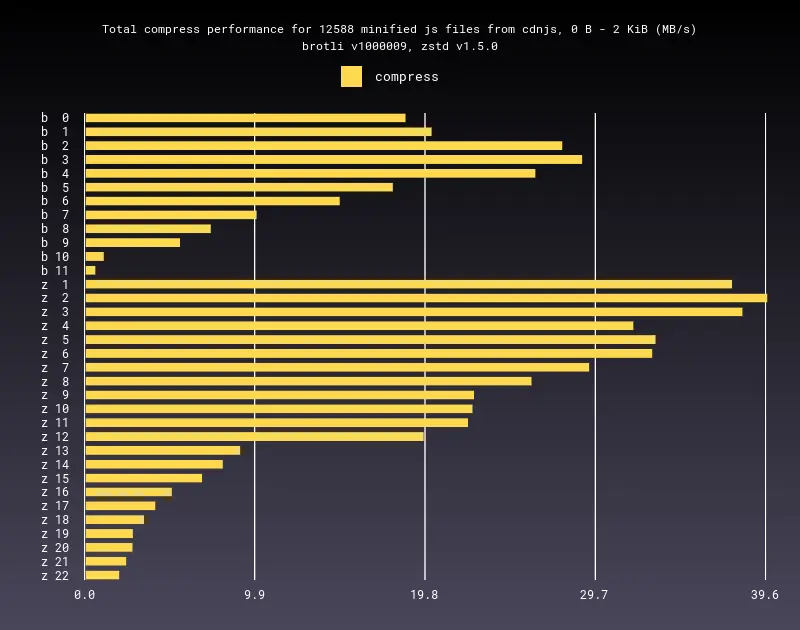 Total compress performance for 12588 minified js files from cdnjs, 0 B - 2 KiB (MB/s)
brotli v1000009, zstd v1.5.0
compress
b 0
b 1
b 2
b 3
b 4
b 5
b 6
b 7
b 8
b 9
b 10
b 11
z 1
z 2
z 3
z 4
z 5
z 6
z 7
z 8
z 9
z 10
z 11
z 12
z 13
z 14
z 15
z 16
z 17
z 18
z 19
z 20
z 21
z 22
0.0 9.9 19.8 29.7 39.6